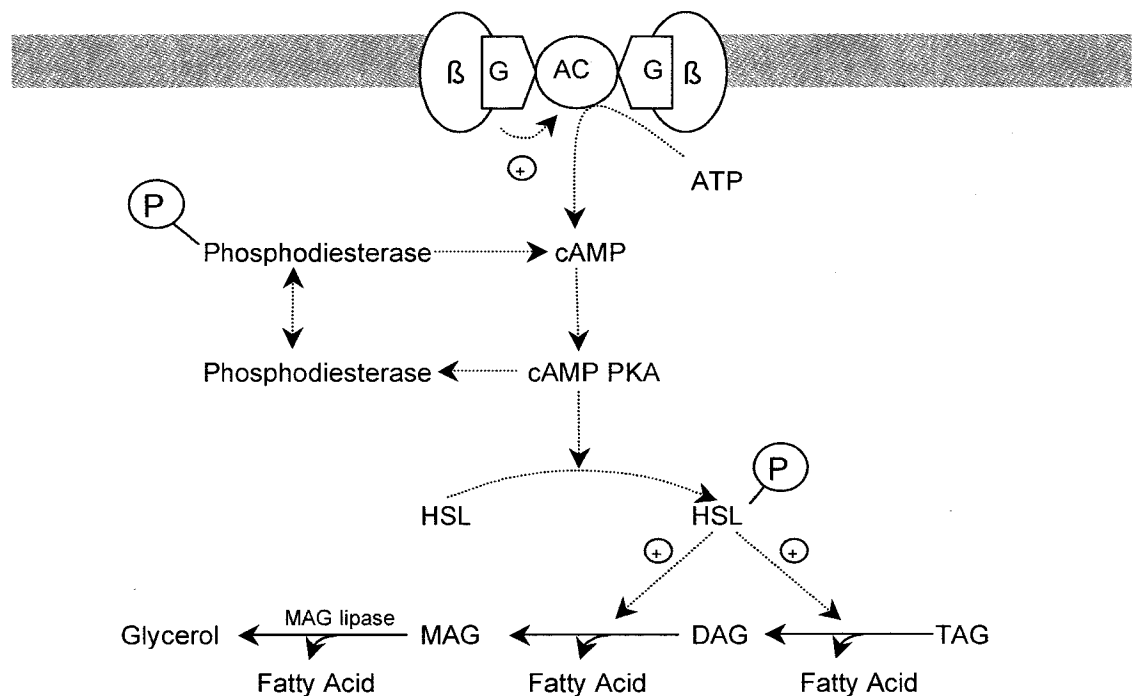 ß G AC G ß
+
ATP
P
Phosphodiesterase cAMP
Phosphodiesterase cAMP PKA
P
HSL HSL
+ +
MAG lipase
Glycerol MAG DAG TAG
Fatty Acid Fatty Acid Fatty Acid